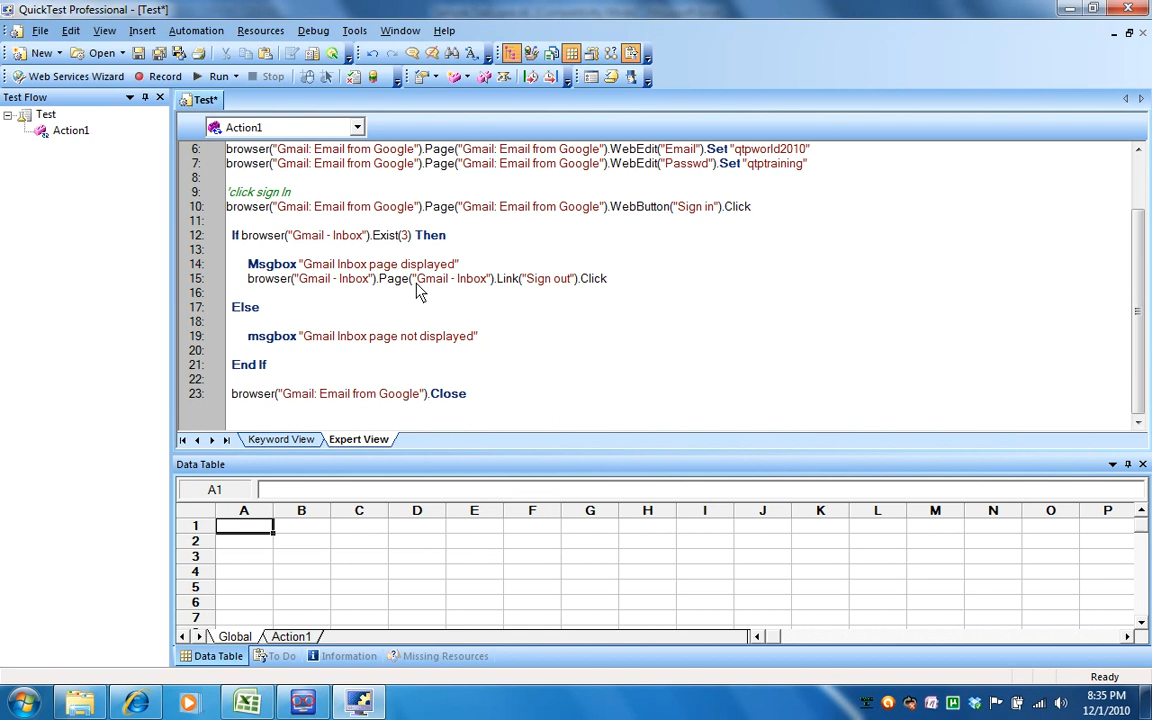 QuickTest Professional - [Test*]
File Edit View Insert Automation Resources Debug Tools Window Help
New Open
Web Services Wizard Record Run Stop
Test Flow
Test
Action1
Test*
Action1
6: browser("Gmail: Email from Google").Page("Gmail: Email from Google").WebEdit("Email").Set "qtpworld2010"
7: browser("Gmail: Email from Google").Page("Gmail: Email from Google").WebEdit("Passwd").Set "qtptraining"
8:
9: 'click sign In
10: browser("Gmail: Email from Google").Page("Gmail: Email from Google").WebButton("Sign in").Click
11:
12: If browser("Gmail - Inbox").Exist(3) Then
13:
14: Msgbox "Gmail Inbox page displayed"
15: browser("Gmail - Inbox").Page("Gmail - Inbox").Link("Sign out").Click
16:
17: Else
18:
19: msgbox "Gmail Inbox page not displayed"
20:
21: End If
22:
23: browser("Gmail: Email from Google").Close
Keyword View Expert View
Data Table
A1
A B C D E F G H I J K L M N O P
1
2
3
4
5
6
7
Global Action1
Data Table To Do Information Missing Resources
Ready
8:35 PM
12/1/2010